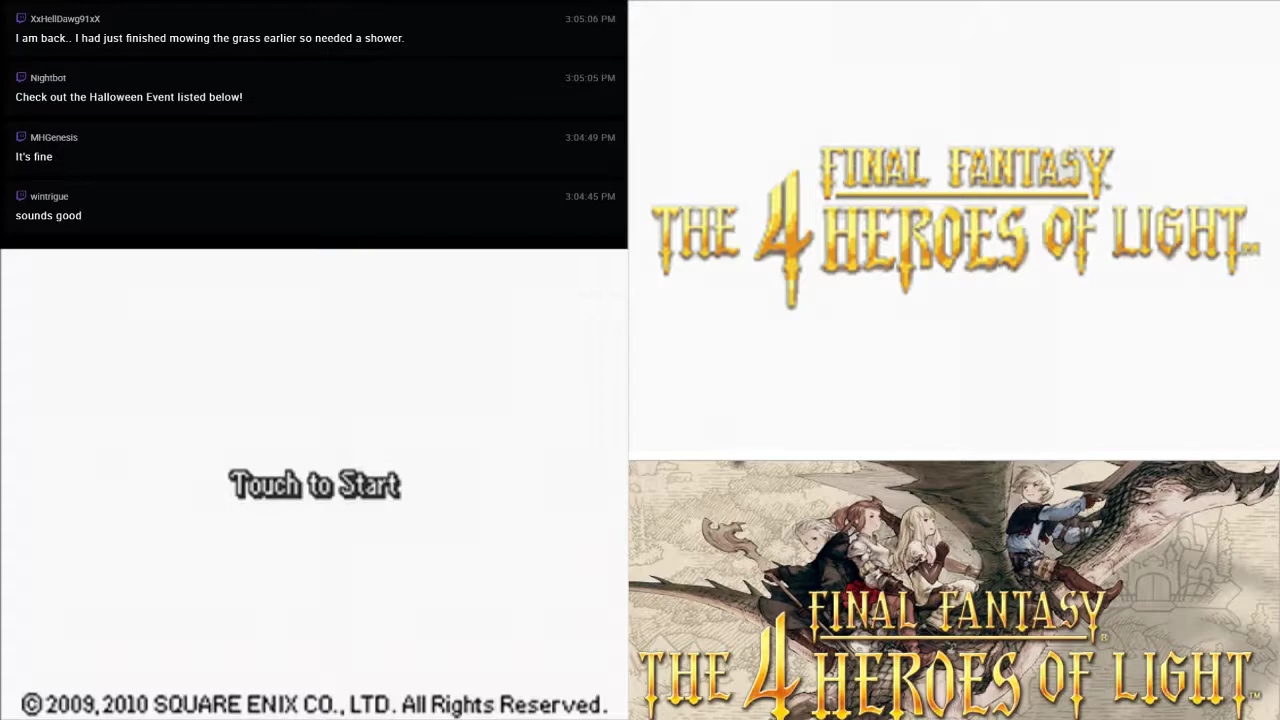 XxHellDawg91xX 3:05:06 PM
I am back.. I had just finished mowing the grass earlier so needed a shower.
Nightbot 3:05:05 PM
Check out the Halloween Event listed below!
MHGenesis 3:04:49 PM
It's fine
wintrigue 3:04:45 PM
sounds good
FINAL FANTASY
THE 4 HEROES OF LIGHT™
Touch to Start
©2009, 2010 SQUARE ENIX CO., LTD. All Rights Reserved.
FINAL FANTASY®
THE 4 HEROES OF LIGHT™